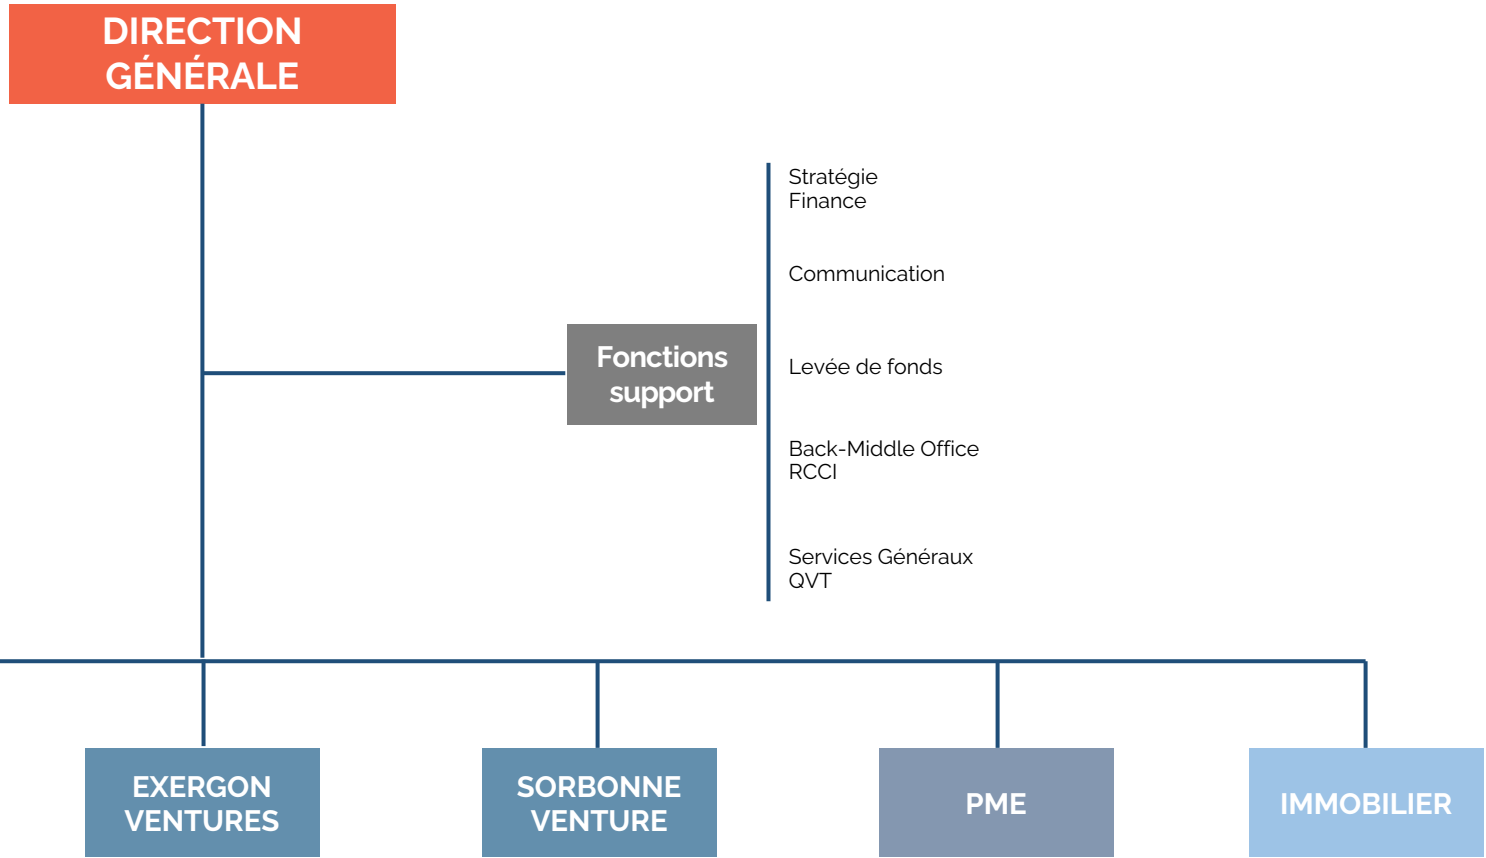 DIRECTION
GÉNÉRALE
Stratégie
Finance
Communication
Fonctions
support
Levée de fonds
Back-Middle Office
RCCI
Services Généraux
QVT
EXERGON
VENTURES
SORBONNE
VENTURE
PME
IMMOBILIER